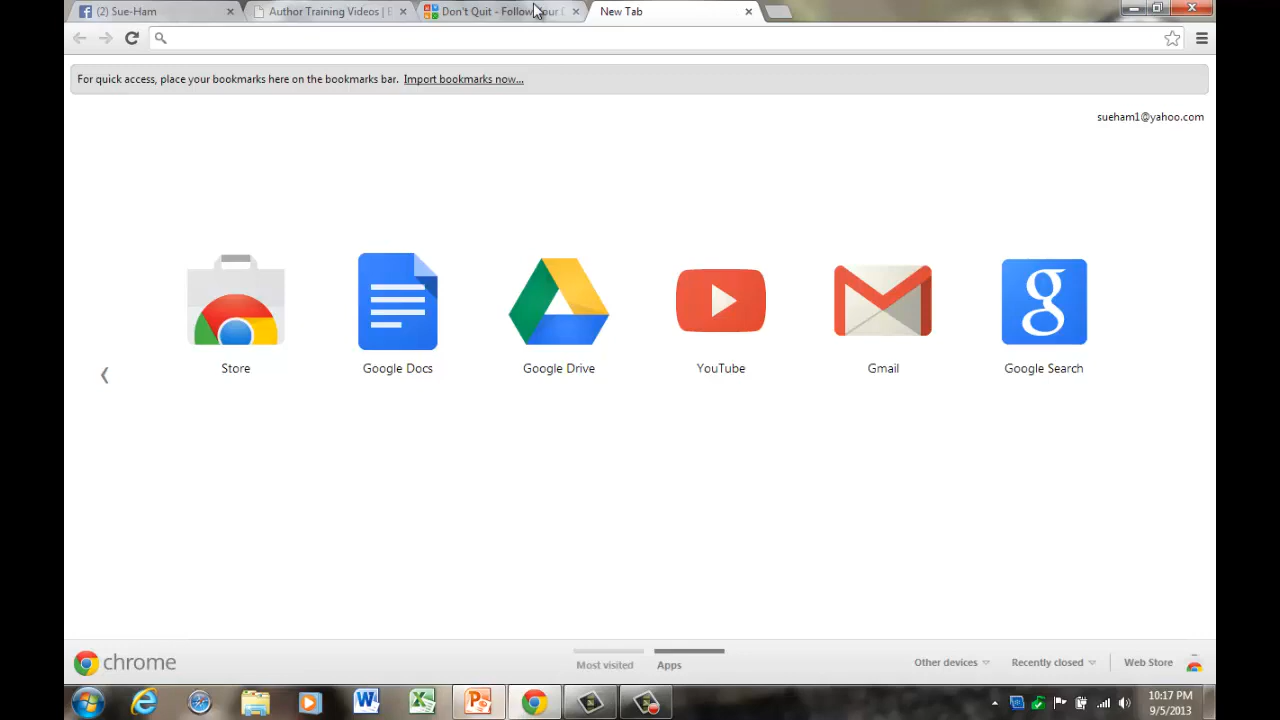 (2) Sue-Ham
Author Training Videos | E
Don't Quit - Follow
New Tab
For quick access, place your bookmarks here on the bookmarks bar. Import bookmarks now...
sueham1@yahoo.com
Store
Google Docs
Google Drive
YouTube
Gmail
Google Search
chrome
Most visited
Apps
Other devices
Recently closed
Web Store
10:17 PM
9/5/2013